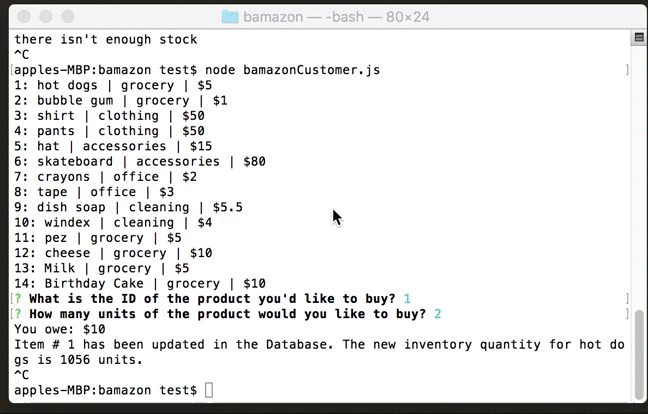 bamazon — -bash — 80×24
there isn't enough stock
^C
[apples-MBP:bamazon test$ node bamazonCustomer.js ]
1: hot dogs | grocery | $5
2: bubble gum | grocery | $1
3: shirt | clothing | $50
4: pants | clothing | $50
5: hat | accessories | $15
6: skateboard | accessories | $80
7: crayons | office | $2
8: tape | office | $3
9: dish soap | cleaning | $5.5
10: windex | cleaning | $4
11: pez | grocery | $5
12: cheese | grocery | $10
13: Milk | grocery | $5
14: Birthday Cake | grocery | $10
[? What is the ID of the product you'd like to buy? 1 ]
[? How many units of the product would you like to buy? 2 ]
You owe: $10
Item # 1 has been updated in the Database. The new inventory quantity for hot do
gs is 1056 units.
^C
apples-MBP:bamazon test$